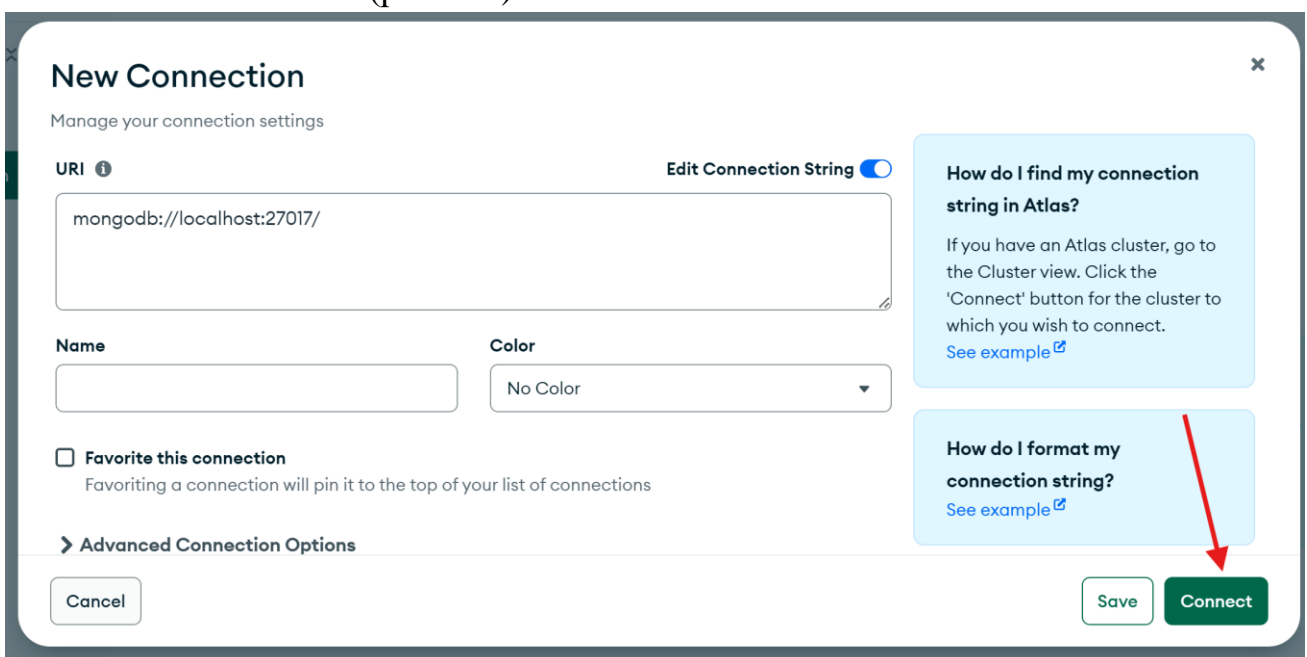 New Connection
Manage your connection settings
URI
Edit Connection String
mongodb://localhost:27017/
Name
Color
No Color
Favorite this connection
Favoriting a connection will pin it to the top of your list of connections
Advanced Connection Options
How do I find my connection
string in Atlas?
If you have an Atlas cluster, go to
the Cluster view. Click the
'Connect' button for the cluster to
which you wish to connect.
See example
How do I format my
connection string?
See example
Cancel
Save
Connect